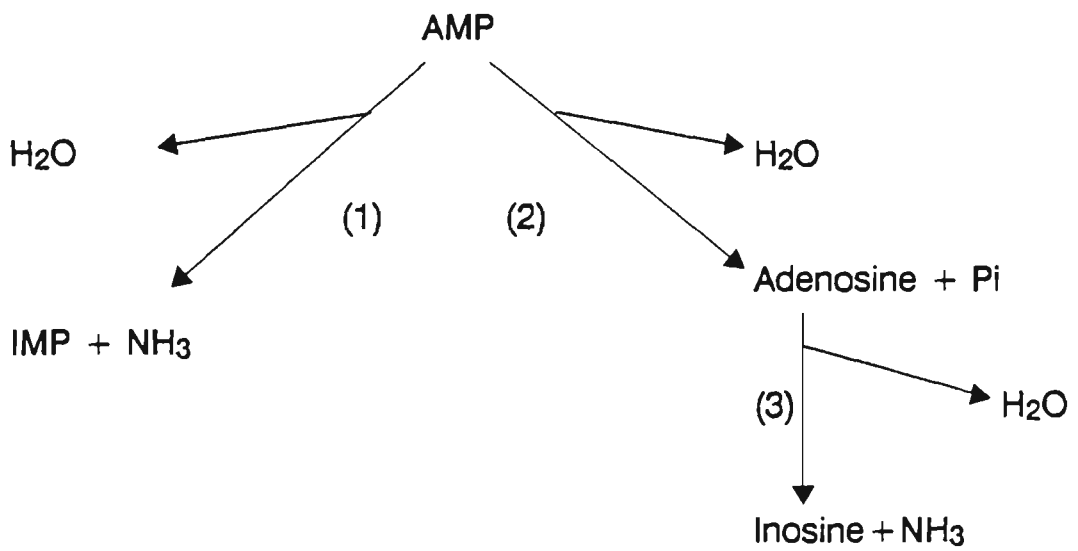 AMP
H₂O
H₂O
(1)
(2)
Adenosine + Pi
IMP + NH₃
(3)
H₂O
Inosine + NH₃